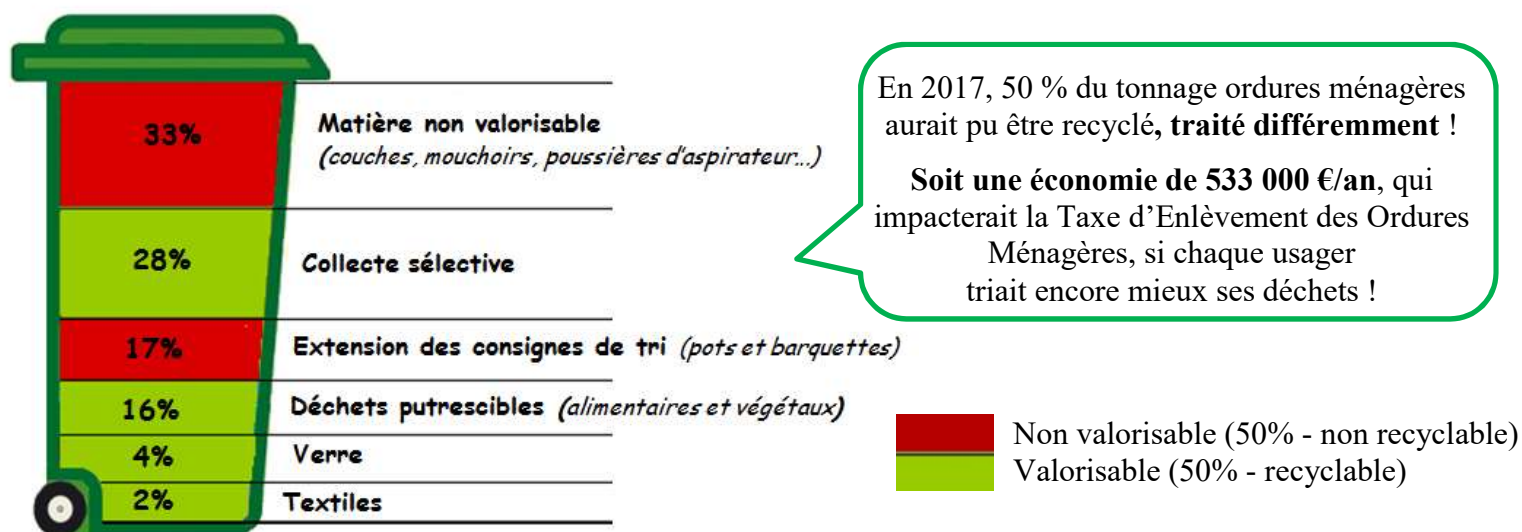 33%
Matière non valorisable
(couches, mouchoirs, poussières d'aspirateur...)
28%
Collecte sélective
17%
Extension des consignes de tri (pots et barquettes)
16%
Déchets putrescibles (alimentaires et végétaux)
4%
Verre
2%
Textiles
En 2017, 50 % du tonnage ordures ménagères
aurait pu être recyclé, traité différemment !
Soit une économie de 533 000 €/an, qui
impacterait la Taxe d’Enlèvement des Ordures
Ménagères, si chaque usager
triait encore mieux ses déchets !
Non valorisable (50% - non recyclable)
Valorisable (50% - recyclable)